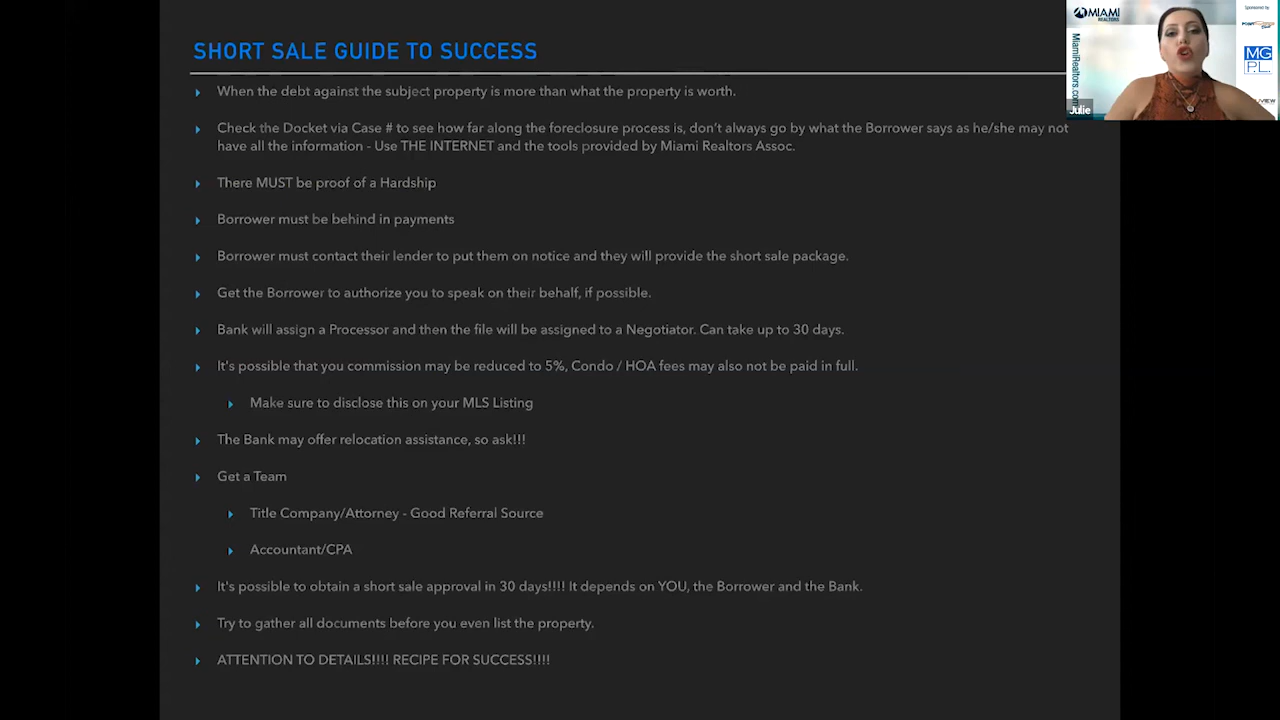 SHORT SALE GUIDE TO SUCCESS
When the debt against the subject property is more than what the property is worth.
Check the Docket via Case # to see how far along the foreclosure process is, don't always go by what the Borrower says as he/she may not
have all the information - Use THE INTERNET and the tools provided by Miami Realtors Assoc.
There MUST be proof of a Hardship
Borrower must be behind in payments
Borrower must contact their lender to put them on notice and they will provide the short sale package.
Get the Borrower to authorize you to speak on their behalf, if possible.
Bank will assign a Processor and then the file will be assigned to a Negotiator. Can take up to 30 days.
It's possible that you commission may be reduced to 5%, Condo / HOA fees may also not be paid in full.
Make sure to disclose this on your MLS Listing
The Bank may offer relocation assistance, so ask!!!
Get a Team
Title Company/Attorney - Good Referral Source
Accountant/CPA
It's possible to obtain a short sale approval in 30 days!!!! It depends on YOU, the Borrower and the Bank.
Try to gather all documents before you even list the property.
ATTENTION TO DETAILS!!!! RECIPE FOR SUCCESS!!!!
MIAMI
REALTORS
MiamiRealtors.com
Julie
Sponsored by
MG
P.L.